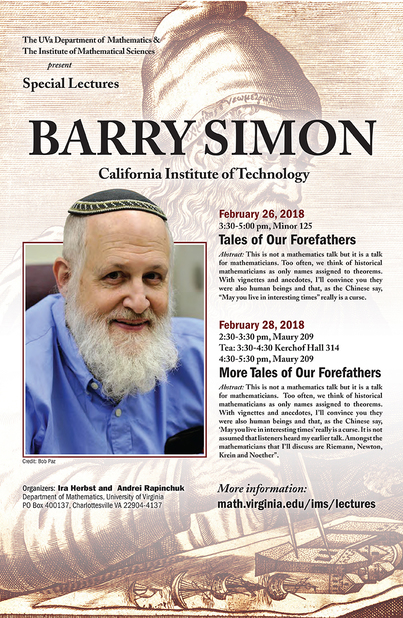 The UVa Department of Mathematics &
The Institute of Mathematical Sciences
present
Special Lectures
BARRY SIMON
California Institute of Technology
February 26, 2018
3:30-5:00 pm, Minor 125
Tales of Our Forefathers
Abstract: This is not a mathematics talk but it is a talk
for mathematicians. Too often, we think of historical
mathematicians as only names assigned to theorems.
With vignettes and anecdotes, I'll convince you they
were also human beings and that, as the Chinese say,
"May you live in interesting times" really is a curse.
February 28, 2018
2:30-3:30 pm, Maury 209
Tea: 3:30-4:30 Kerchof Hall 314
4:30-5:30 pm, Maury 209
More Tales of Our Forefathers
Abstract: This is not a mathematics talk but it is a talk
for mathematicians. Too often, we think of historical
mathematicians as only names assigned to theorems.
With vignettes and anecdotes, I'll convince you they
were also human beings and that, as the Chinese say,
'May you live in interesting times' really is a curse. It is not
assumed that listeners heard my earlier talk. Amongst the
mathematicians that I'll discuss are Riemann, Newton,
Krein and Noether".
Credit: Bob Paz
Organizers: Ira Herbst and Andrei Rapinchuk
Department of Mathematics, University of Virginia
PO Box 400137, Charlottesville VA 22904-4137
More information:
math.virginia.edu/ims/lectures